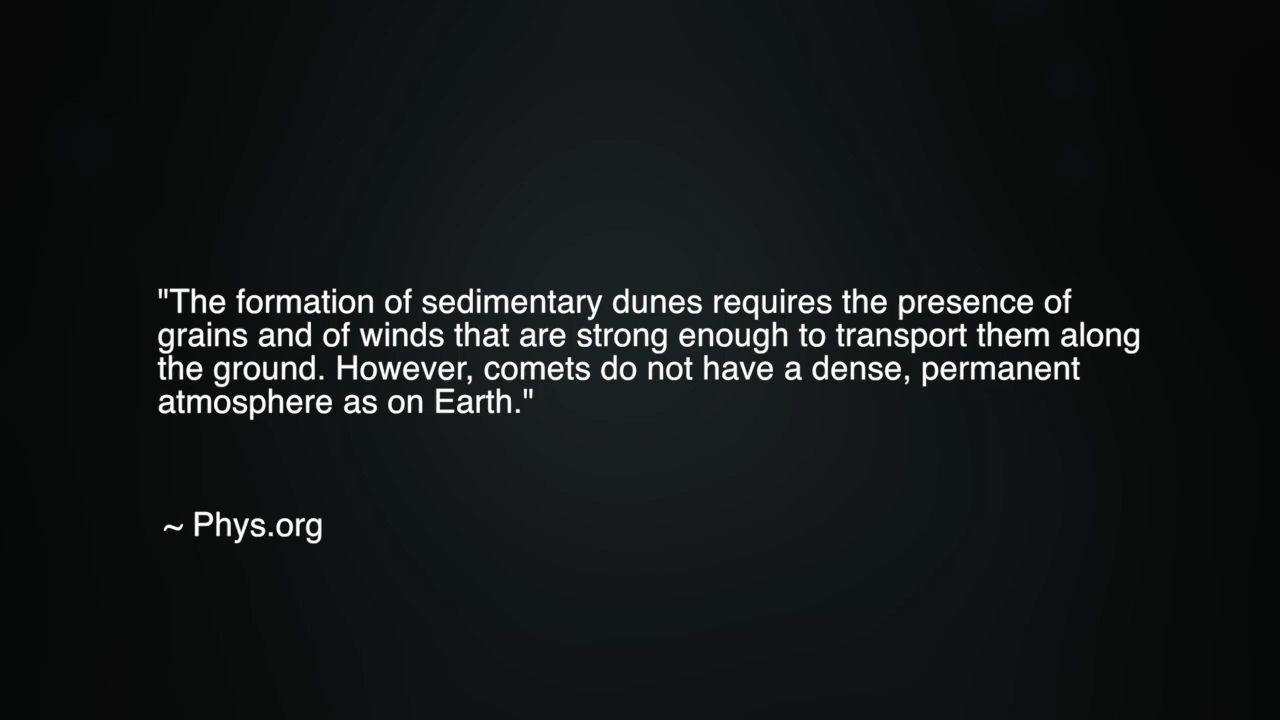 "The formation of sedimentary dunes requires the presence of
grains and of winds that are strong enough to transport them along
the ground. However, comets do not have a dense, permanent
atmosphere as on Earth."
~ Phys.org